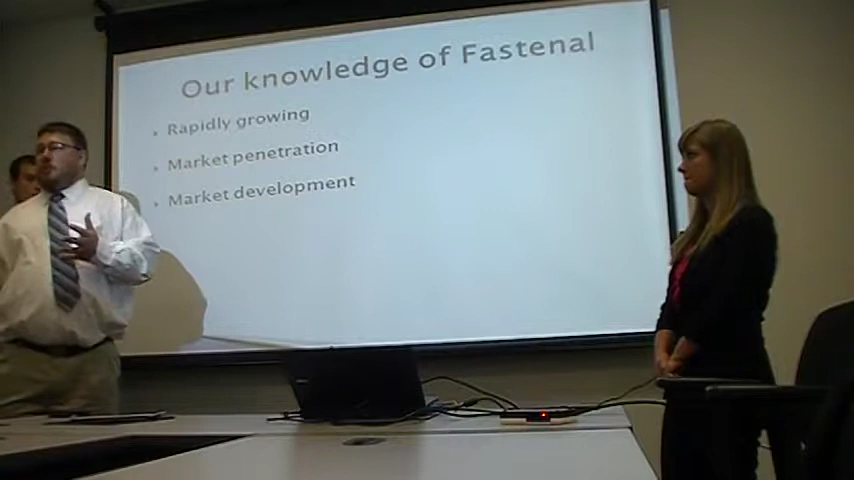 Our knowledge of Fastenal
Rapidly growing
Market penetration
Market development